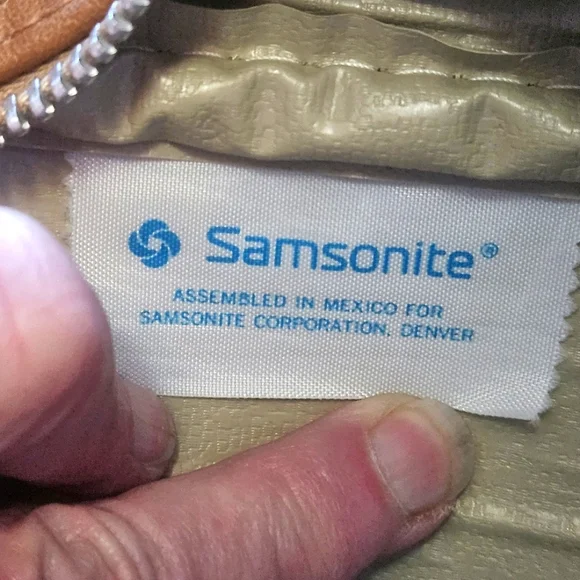 Samsonite®
ASSEMBLED IN MEXICO FOR
SAMSONITE CORPORATION, DENVER